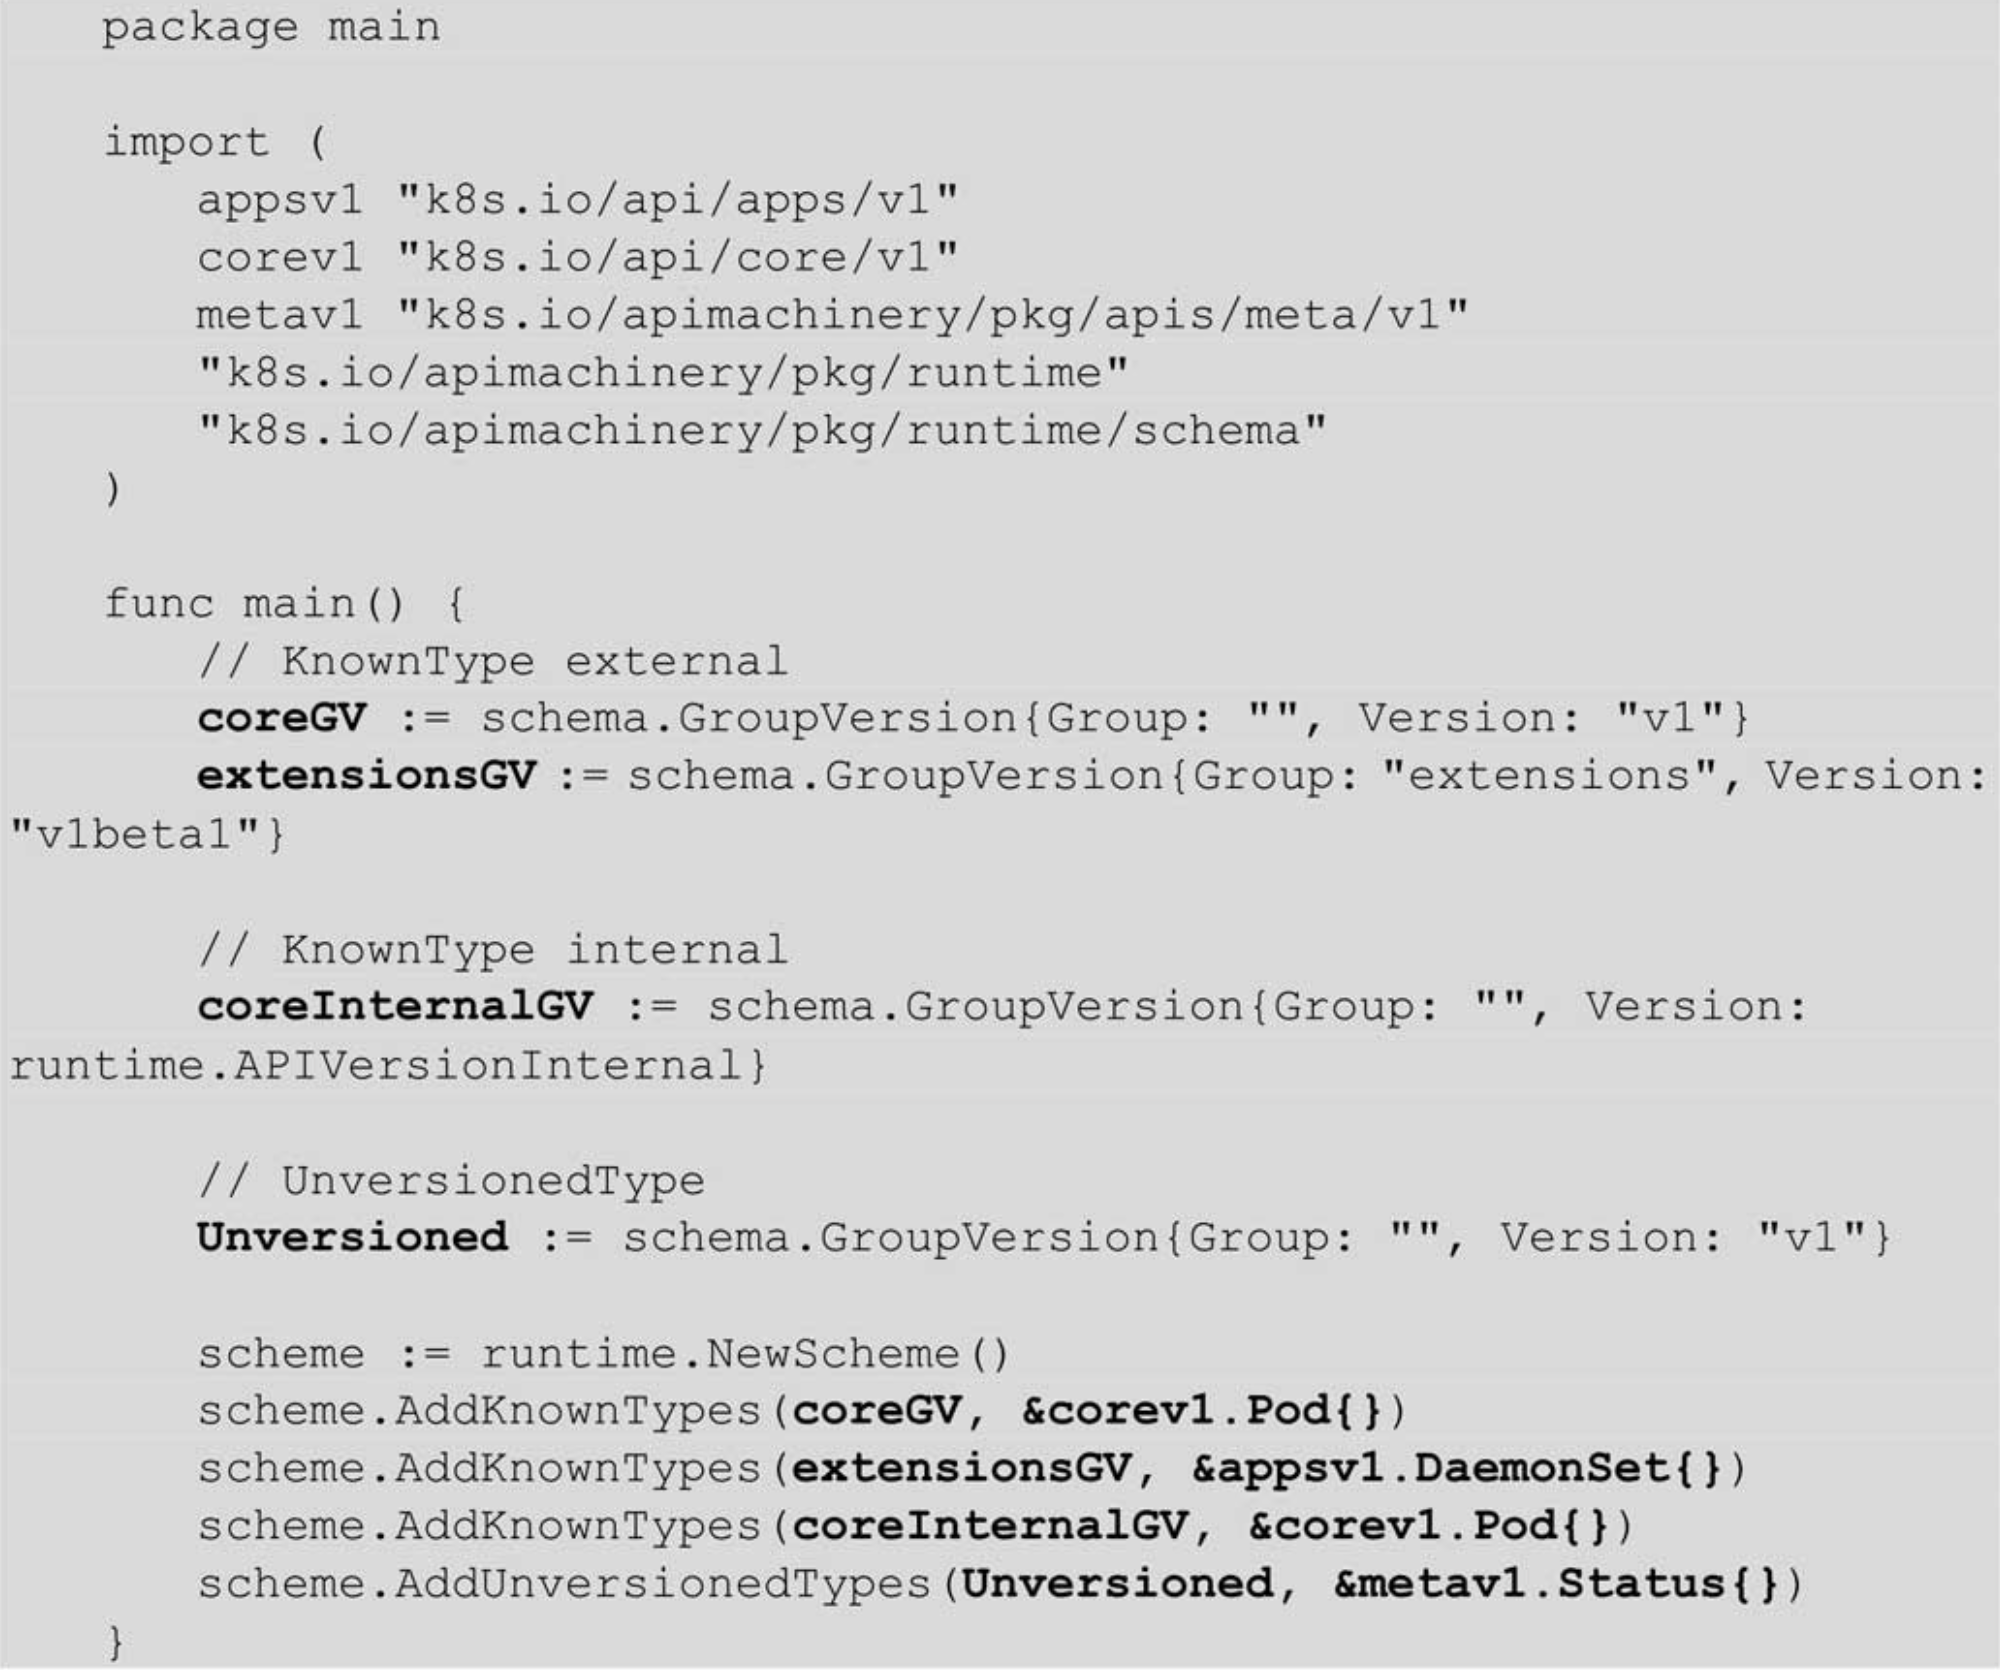 package main
import (
appsv1 "k8s.io/api/apps/v1"
corev1 "k8s.io/api/core/v1"
metav1 "k8s.io/apimachinery/pkg/apis/meta/v1"
"k8s.io/apimachinery/pkg/runtime"
"k8s.io/apimachinery/pkg/runtime/schema"
)
func main() {
// KnownType external
coreGV := schema.GroupVersion{Group: "", Version: "v1"}
extensionsGV := schema.GroupVersion{Group: "extensions", Version:
"v1beta1"}
// KnownType internal
coreInternalGV := schema.GroupVersion{Group: "", Version:
runtime.APIVersionInternal}
// UnversionedType
Unversioned := schema.GroupVersion{Group: "", Version: "v1"}
scheme := runtime.NewScheme()
scheme.AddKnownTypes(coreGV, &corev1.Pod{})
scheme.AddKnownTypes(extensionsGV, &appsv1.DaemonSet{})
scheme.AddKnownTypes(coreInternalGV, &corev1.Pod{})
scheme.AddUnversionedTypes(Unversioned, &metav1.Status{})
}